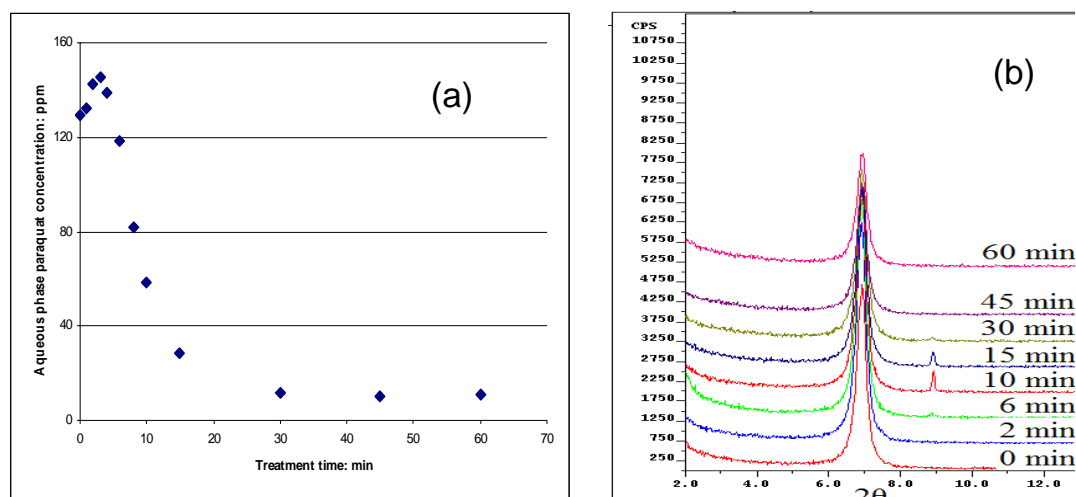 (a)
160
120
80
40
0
0 10 20 30 40 50 60 70
Aqueous phase paraquat concentration: ppm
Treatment time: min
(b)
CPS
10750
10250
9750
9250
8750
8250
7750
7250
6750
6250
5750
5250
4750
4250
3750
3250
2750
2250
1750
1250
750
250
60 min
45 min
30 min
15 min
10 min
6 min
2 min
0 min
2.0 4.0 6.0 8.0 10.0 12.0
2θ